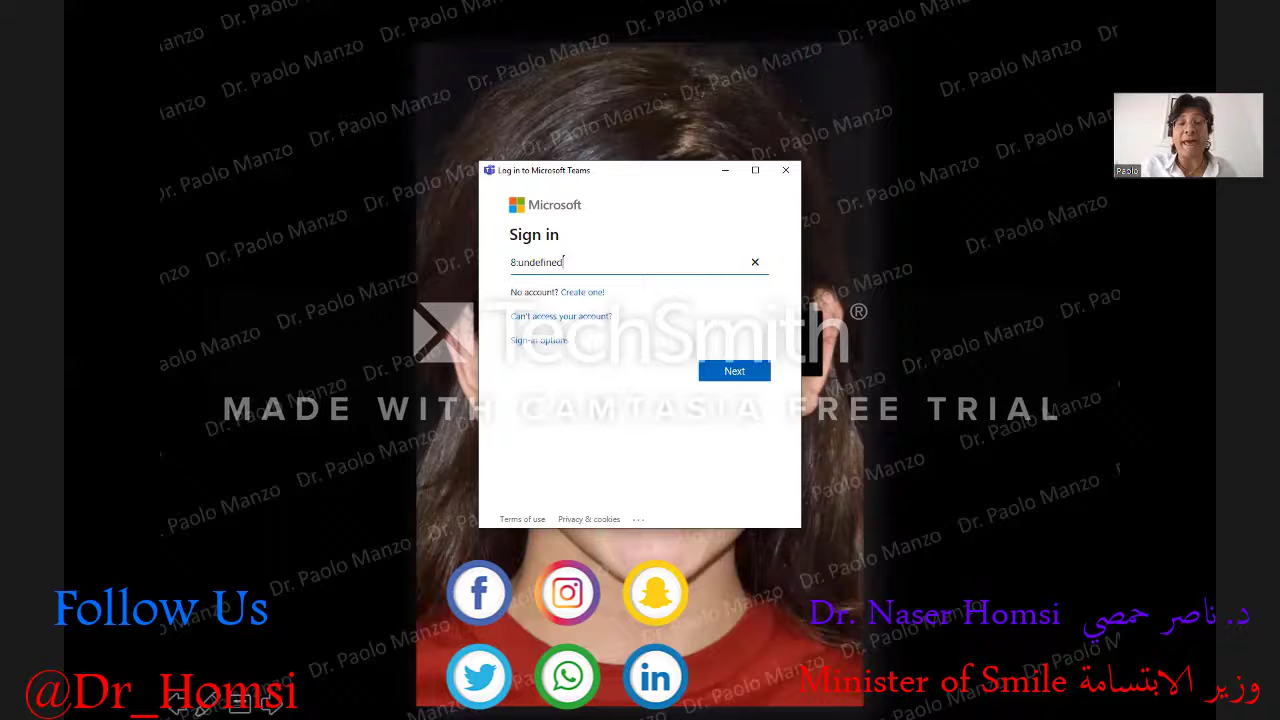 Dr. Paolo Manzo
Log in to Microsoft Teams
Microsoft
Sign in
8:undefined
No account? Create one!
Can't access your account?
Sign-in options
Next
Terms of use Privacy & cookies ...
Paolo
TechSmith®
MADE WITH CAMTASIA FREE TRIAL
Follow Us
@Dr_Homsi
Dr. Naser Homsi د. ناصر حمصي
Minister of Smile وزير الابتسامة